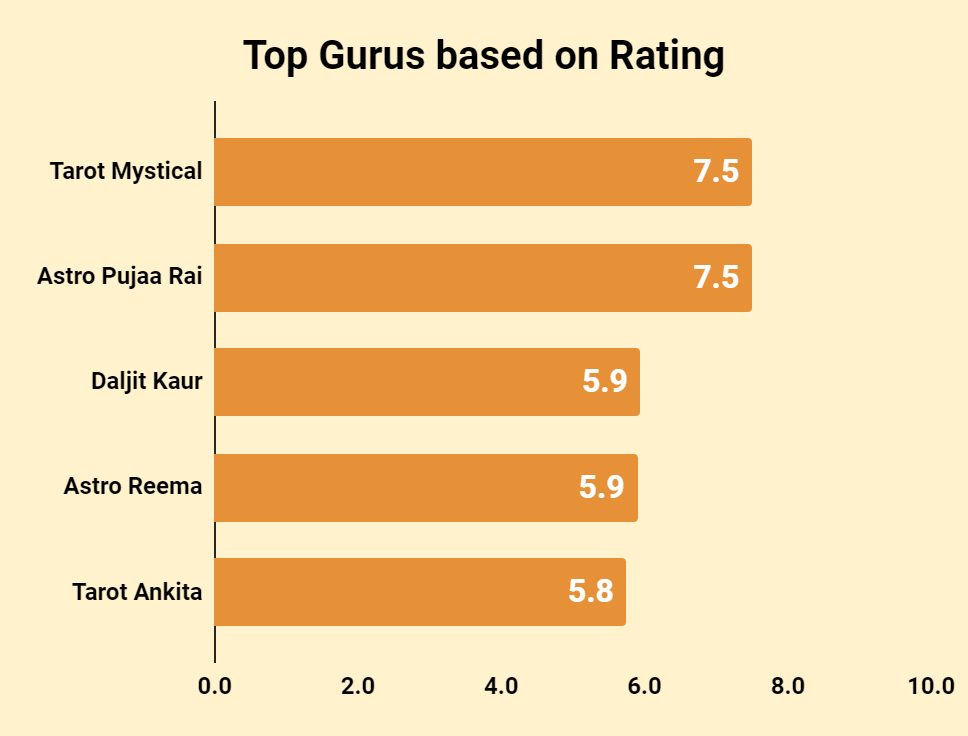 Top Gurus based on Rating
Tarot Mystical 7.5
Astro Pujaa Rai 7.5
Daljit Kaur 5.9
Astro Reema 5.9
Tarot Ankita 5.8
0.0 2.0 4.0 6.0 8.0 10.0